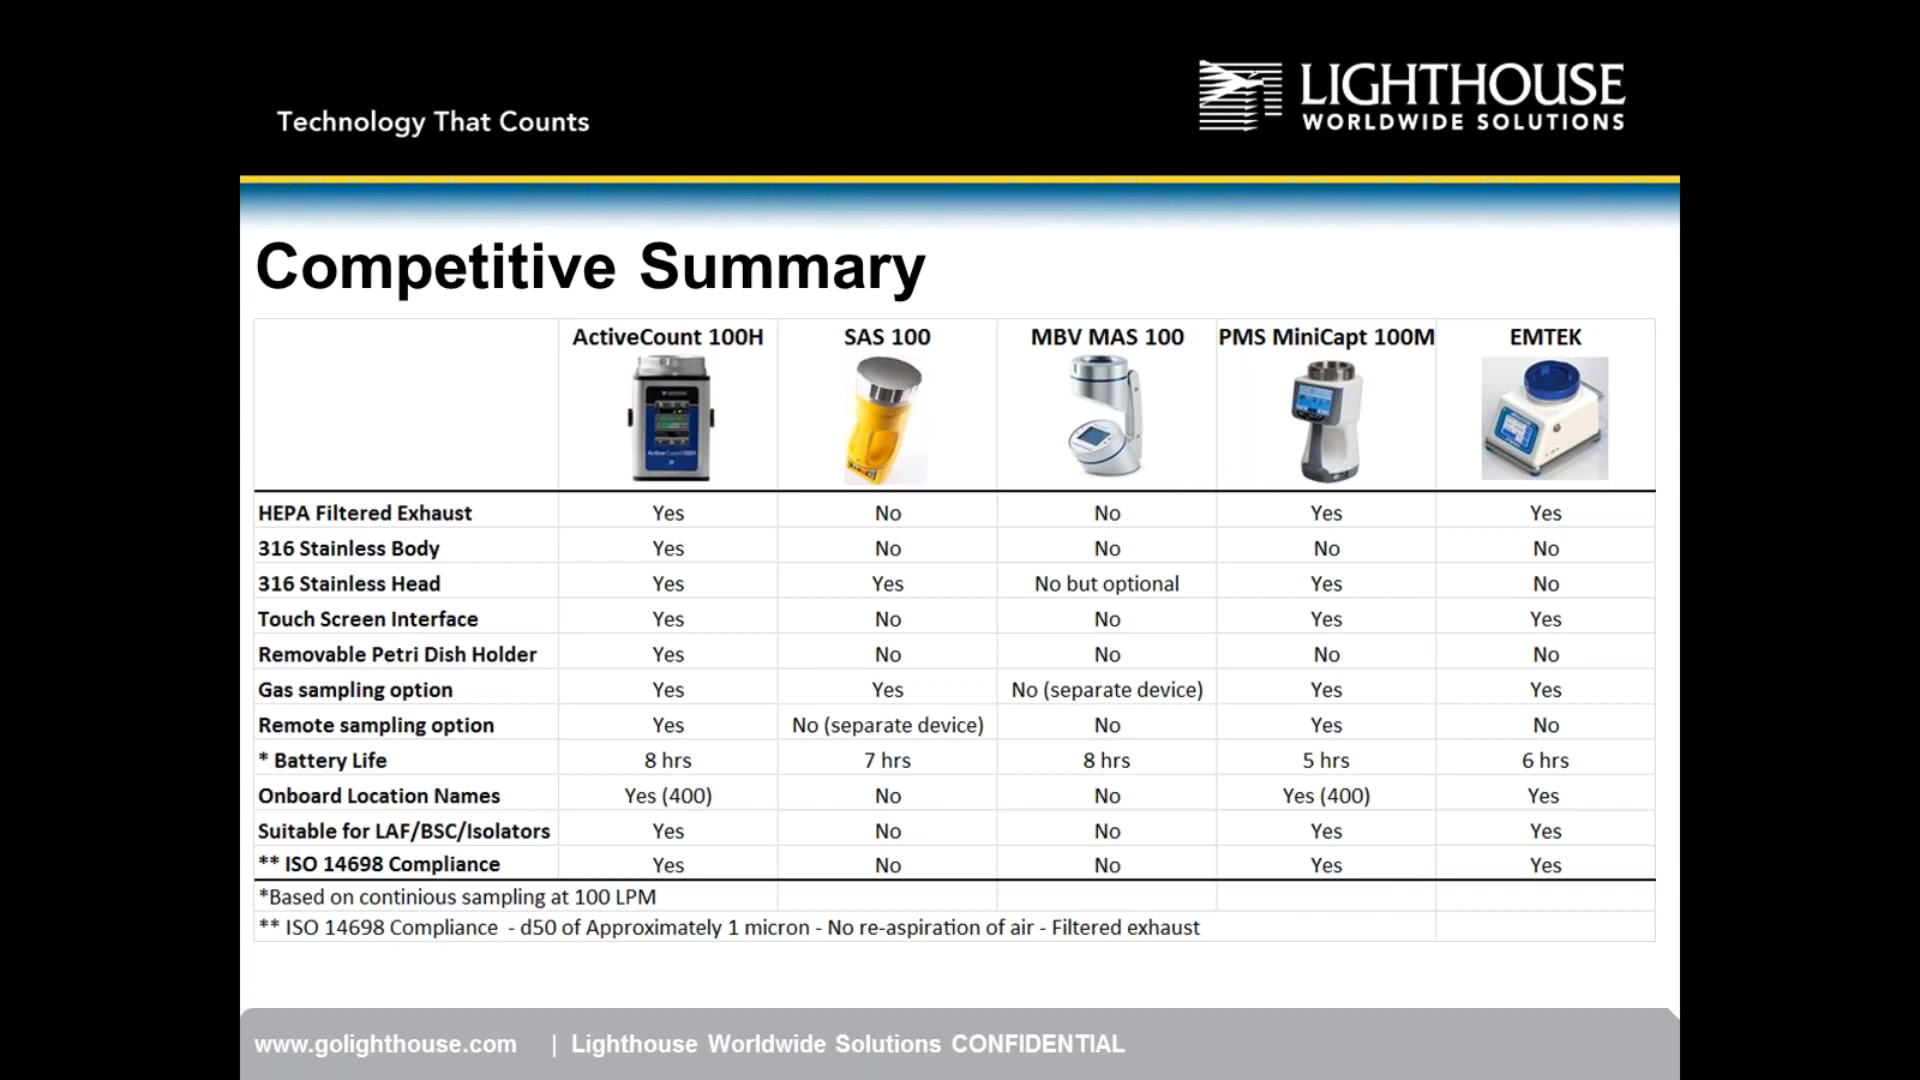 Technology That Counts
LIGHTHOUSE
WORLDWIDE SOLUTIONS
Competitive Summary
ActiveCount 100H SAS 100 MBV MAS 100 PMS MiniCapt 100M EMTEK
HEPA Filtered Exhaust Yes No No Yes Yes
316 Stainless Body Yes No No No No
316 Stainless Head Yes Yes No but optional Yes No
Touch Screen Interface Yes No No Yes Yes
Removable Petri Dish Holder Yes No No No No
Gas sampling option Yes Yes No (separate device) Yes Yes
Remote sampling option Yes No (separate device) No Yes No
* Battery Life 8 hrs 7 hrs 8 hrs 5 hrs 6 hrs
Onboard Location Names Yes (400) No No Yes (400) Yes
Suitable for LAF/BSC/Isolators Yes No No Yes Yes
** ISO 14698 Compliance Yes No No Yes Yes
*Based on continious sampling at 100 LPM
** ISO 14698 Compliance - d50 of Approximately 1 micron - No re-aspiration of air - Filtered exhaust
www.golighthouse.com | Lighthouse Worldwide Solutions CONFIDENTIAL